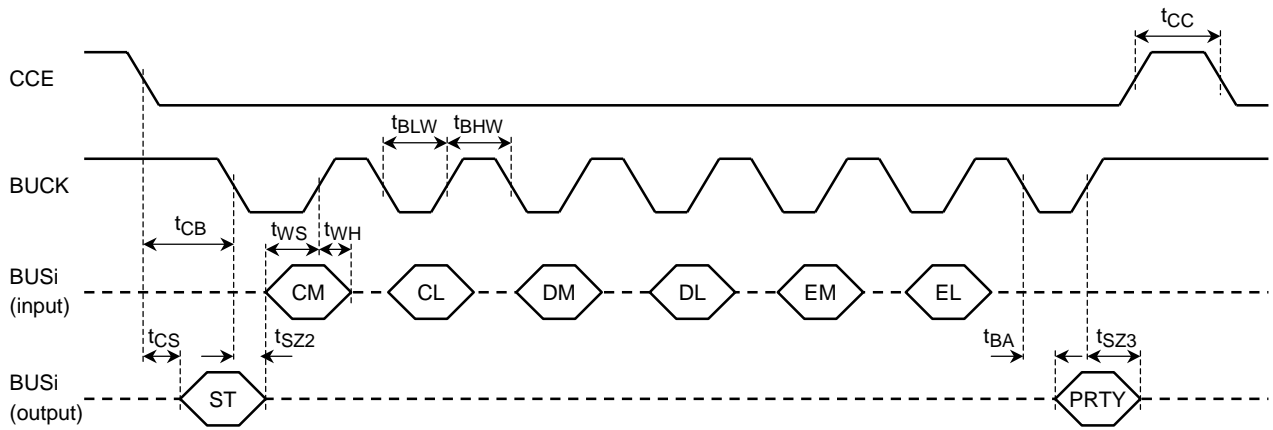 tCC
CCE
tBLW tBHW
BUCK
tCB tWS tWH
BUSi
(input)
CM CL DM DL EM EL
tCS tSZ2 tBA tSZ3
BUSi
(output)
ST PRTY